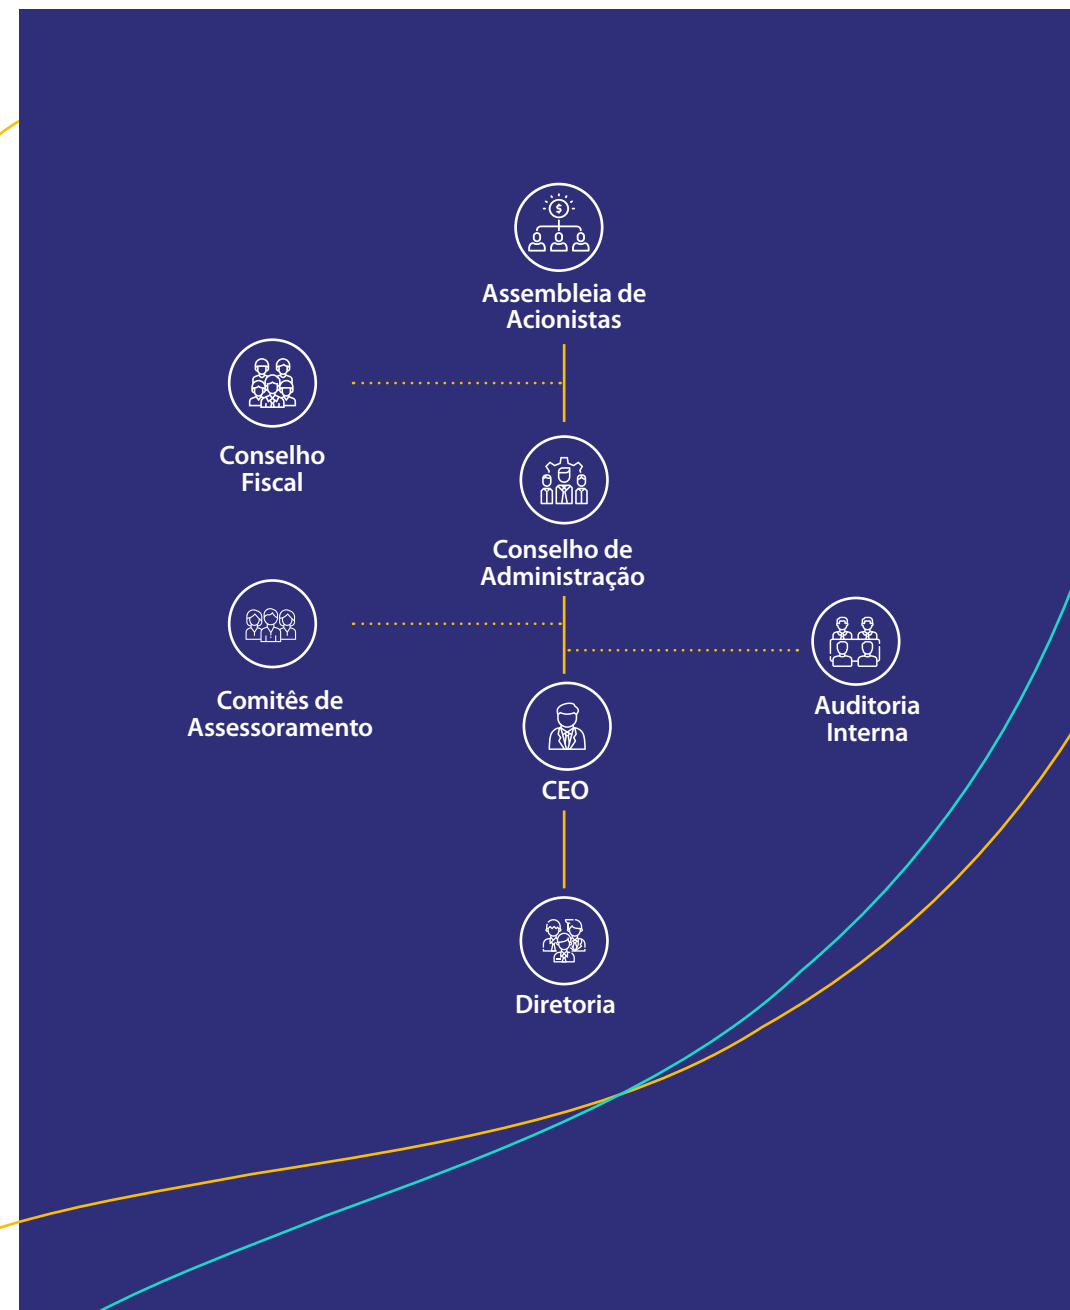 Assembleia de
Acionistas
Conselho
Fiscal
Conselho de
Administração
Comitês de
Assessoramento
Auditoria
Interna
CEO
Diretoria